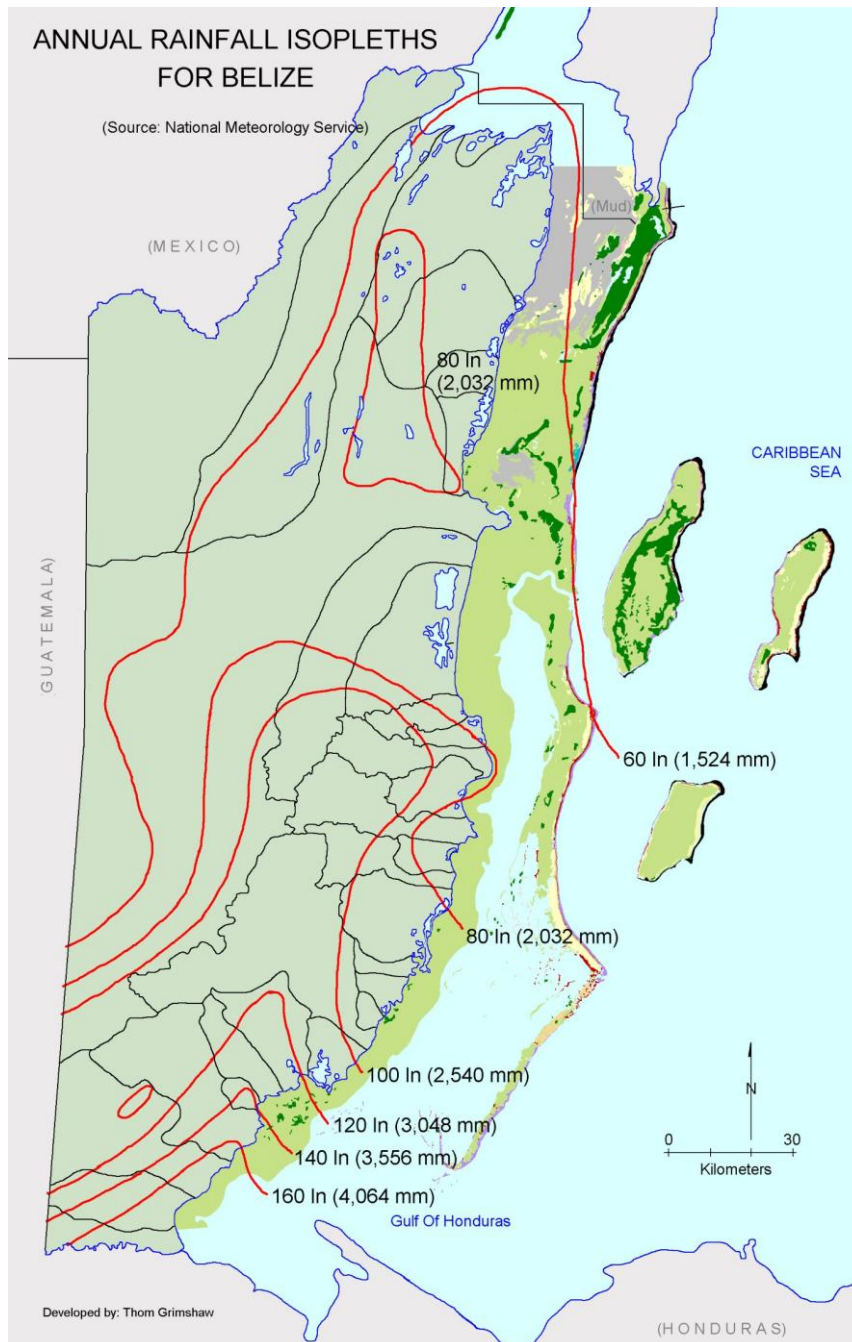 ANNUAL RAINFALL ISOPLETHS
FOR BELIZE
(Source: National Meteorology Service)
(Mud)
(M E X I C O)
80 In
(2,032 mm)
CARIBBEAN
SEA
G U A T E M A L A)
60 In (1,524 mm)
80 In (2,032 mm)
100 In (2,540 mm)
N
120 In (3,048 mm)
0 30
140 In (3,556 mm)
Kilometers
160 In (4,064 mm)
Gulf Of Honduras
Developed by: Thom Grimshaw
(H O N D U R A S)